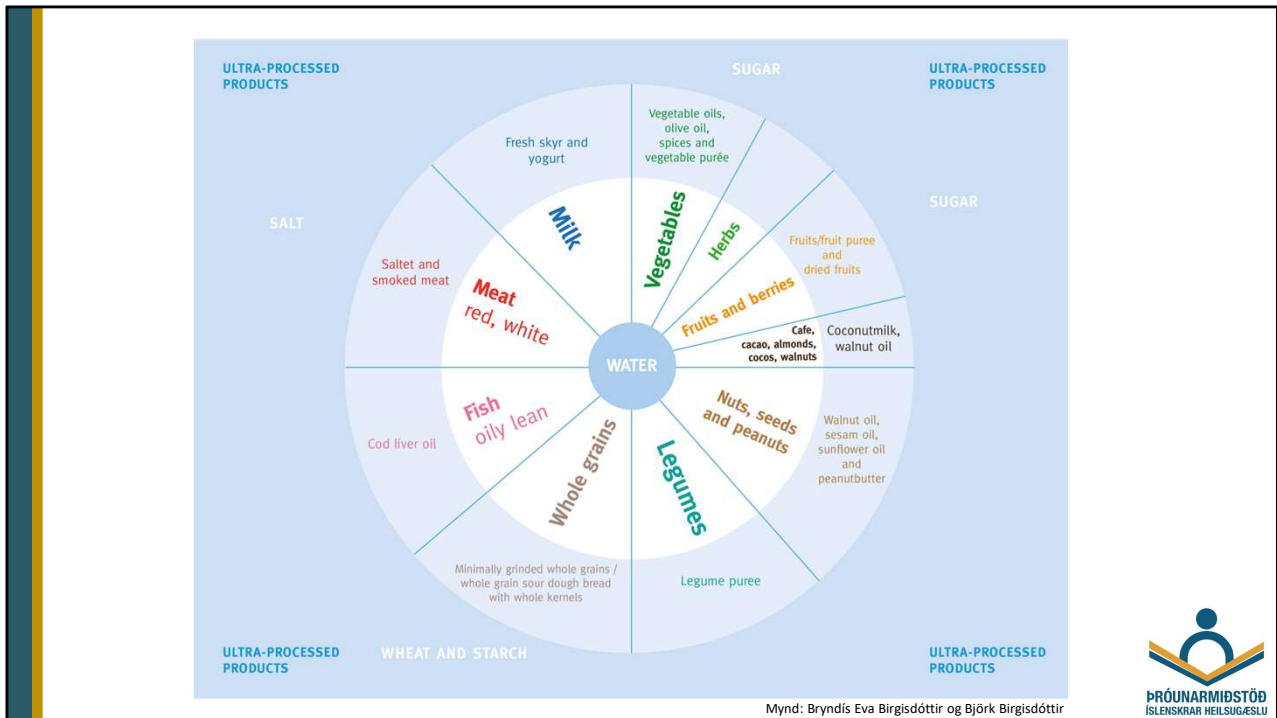 ULTRA-PROCESSED
PRODUCTS
SUGAR
ULTRA-PROCESSED
PRODUCTS
Vegetable oils,
olive oil,
spices and
vegetable purée
Fresh skyr and
yogurt
SALT
SUGAR
Milk
Vegetables
Herbs
Fruits/fruit puree
and
dried fruits
Saltet and
smoked meat
Meat
red, white
Fruits and berries
Cafe,
cacao, almonds,
cocos, walnuts
Coconutmilk,
walnut oil
WATER
Fish
oily lean
Cod liver oil
Nuts, seeds
and peanuts
Walnut oil,
sesam oil,
sunflower oil
and
peanutbutter
Whole grains
Legumes
Minimally grinded whole grains /
whole grain sour dough bread
with whole kernels
Legume puree
ULTRA-PROCESSED
PRODUCTS
WHEAT AND STARCH
ULTRA-PROCESSED
PRODUCTS
Mynd: Bryndís Eva Birgisdóttir og Björk Birgisdóttir
ÞRÓUNARMIÐSTÖÐ
ÍSLENSKRAR HEILSUGÆSLU